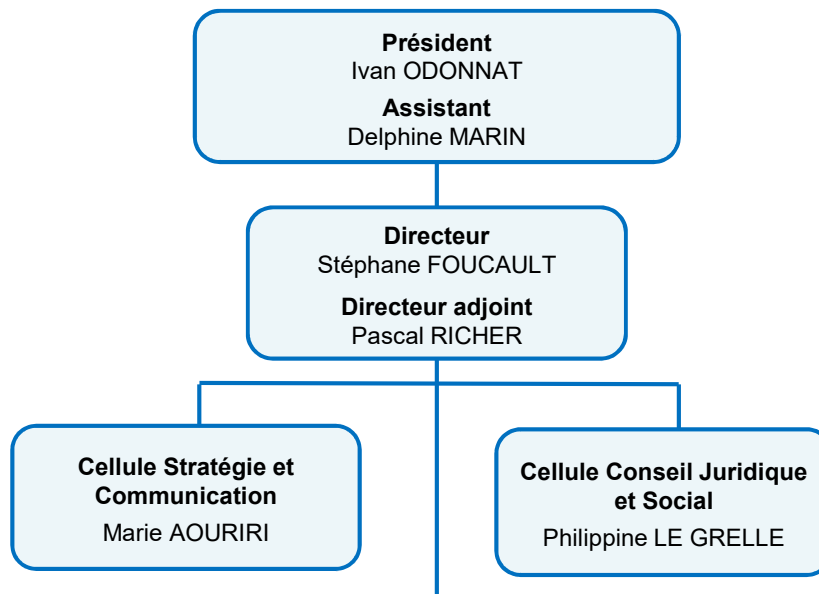 Président
Ivan ODONNAT
Assistant
Delphine MARIN
Directeur
Stéphane FOUCAULT
Directeur adjoint
Pascal RICHER
Cellule Stratégie et
Communication
Marie AOURIRI
Cellule Conseil Juridique
et Social
Philippine LE GRELLE